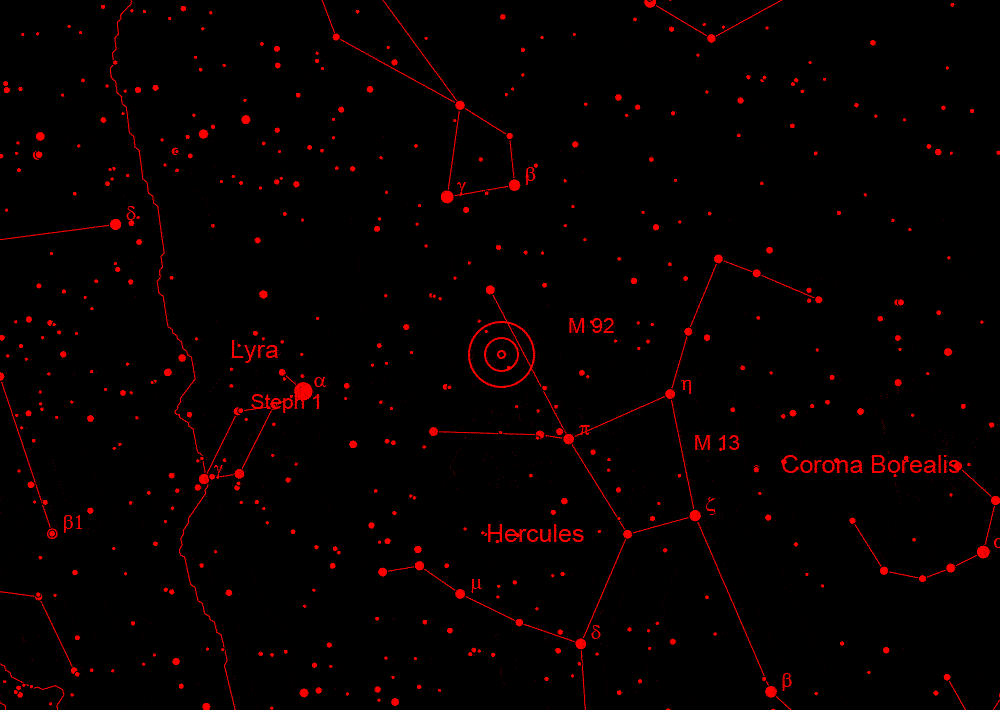 γ
β
δ
M 92
Lyra
α
Steph 1
η
π
M 13
Corona Borealis
γ
ζ
β1
Hercules
μ
δ
β